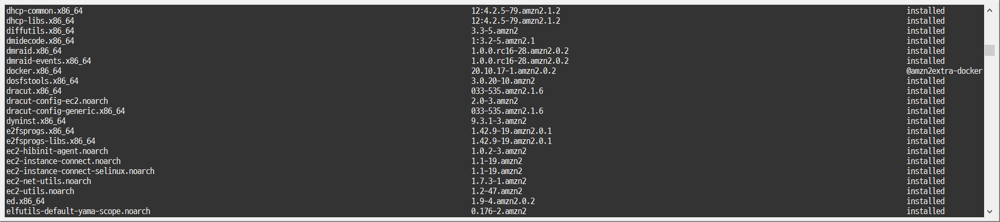 dhcp-common.x86_64 12:4.2.5-79.amzn2.1.2 installed
dhcp-libs.x86_64 12:4.2.5-79.amzn2.1.2 installed
diffutils.x86_64 3.3-5.amzn2 installed
dmidecode.x86_64 1:3.2-5.amzn2.1 installed
dmraid.x86_64 1.0.0.rc16-28.amzn2.0.2 installed
dmraid-events.x86_64 1.0.0.rc16-28.amzn2.0.2 installed
docker.x86_64 20.10.17-1.amzn2.0.2 @amzn2extra-docker
dosfstools.x86_64 3.0.20-10.amzn2 installed
dracut.x86_64 033-535.amzn2.1.6 installed
dracut-config-ec2.noarch 2.0-3.amzn2 installed
dracut-config-generic.x86_64 033-535.amzn2.1.6 installed
dyninst.x86_64 9.3.1-3.amzn2 installed
e2fsprogs.x86_64 1.42.9-19.amzn2.0.1 installed
e2fsprogs-libs.x86_64 1.42.9-19.amzn2.0.1 installed
ec2-hibinit-agent.noarch 1.0.2-3.amzn2 installed
ec2-instance-connect.noarch 1.1-19.amzn2 installed
ec2-instance-connect-selinux.noarch 1.1-19.amzn2 installed
ec2-net-utils.noarch 1.7.3-1.amzn2 installed
ec2-utils.noarch 1.2-47.amzn2 installed
ed.x86_64 1.9-4.amzn2.0.2 installed
elfutils-default-yama-scope.noarch 0.176-2.amzn2 installed